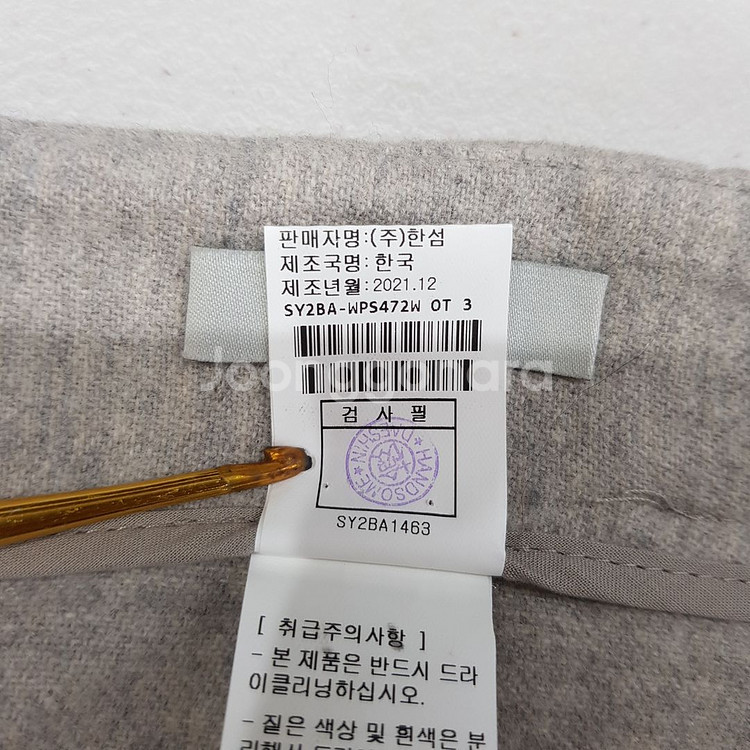 판매자명:(주)한섬
제조국명:한국
제조년월:2021.12
SY2BA-WPS472W OT 3
Joonggonara
검 사 필
HANDSOME
DAESHIN
SY2BA1463
[ 취급주의사항 ]
- 본 제품은 반드시 드라
이클리닝하십시오.
- 짙은 색상 및 흰색은 분